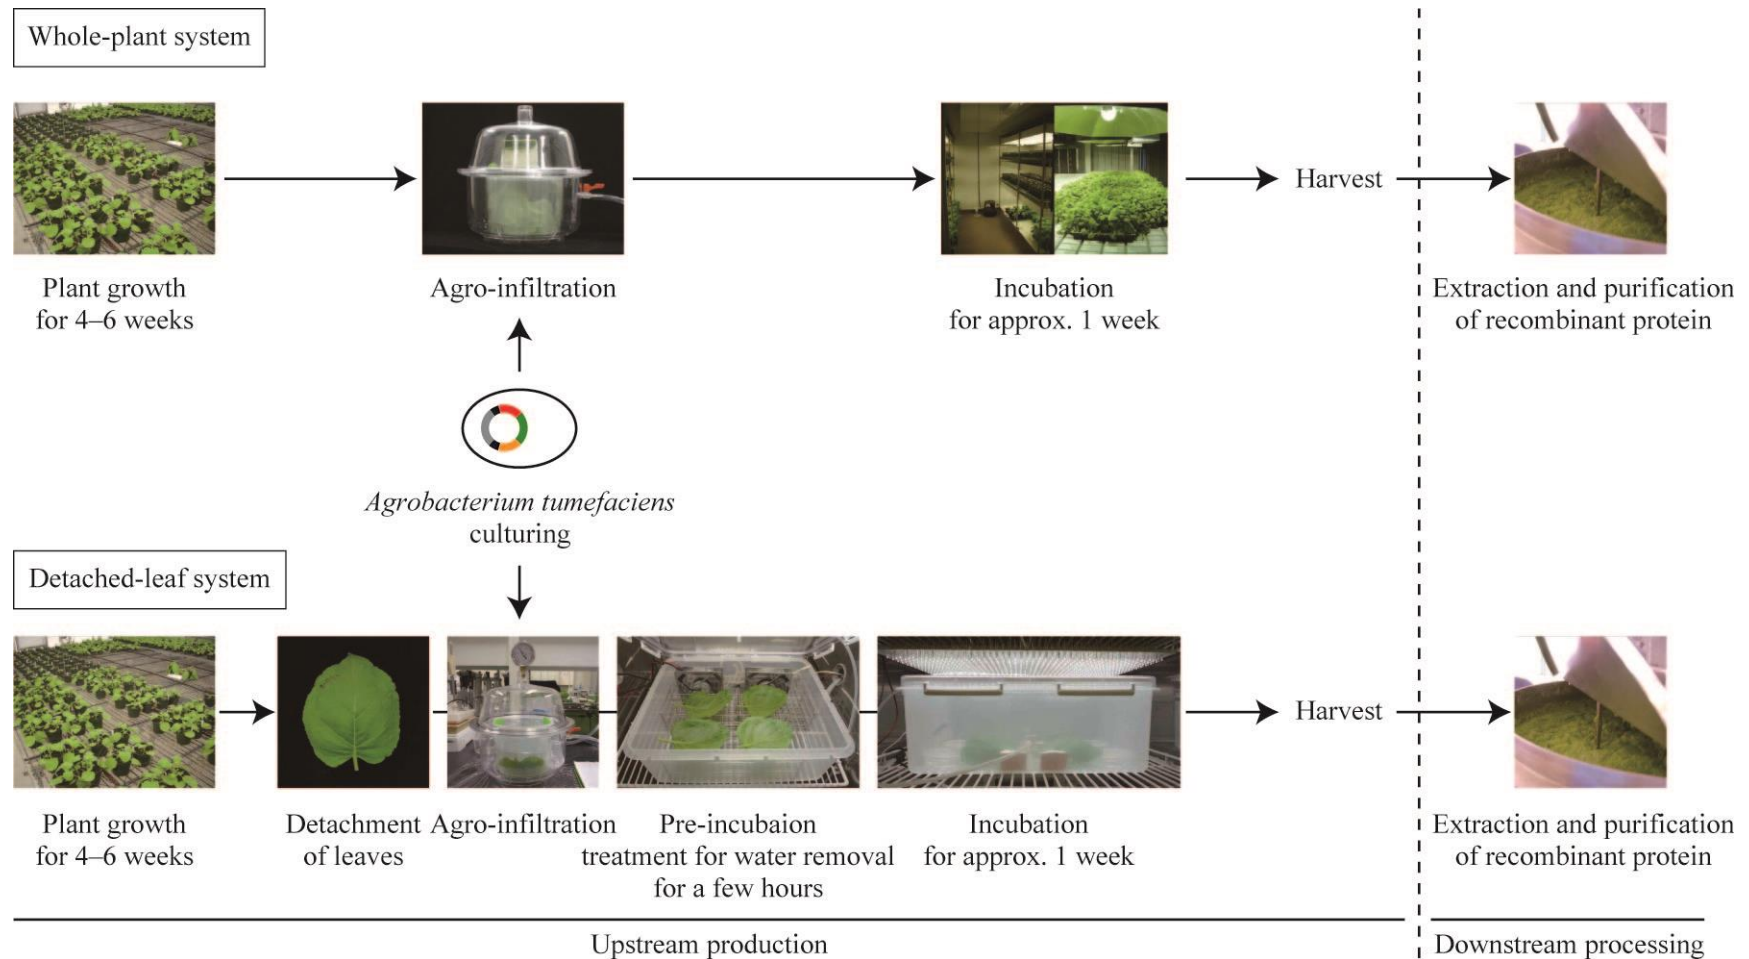 Whole-plant system
Plant growth
for 4–6 weeks
Agro-infiltration
Incubation
for approx. 1 week
Harvest
Extraction and purification
of recombinant protein
Agrobacterium tumefaciens
culturing
Detached-leaf system
Plant growth
for 4–6 weeks
Detachment
of leaves
Agro-infiltration
Pre-incubaion
treatment for water removal
for a few hours
Incubation
for approx. 1 week
Harvest
Extraction and purification
of recombinant protein
Upstream production
Downstream processing